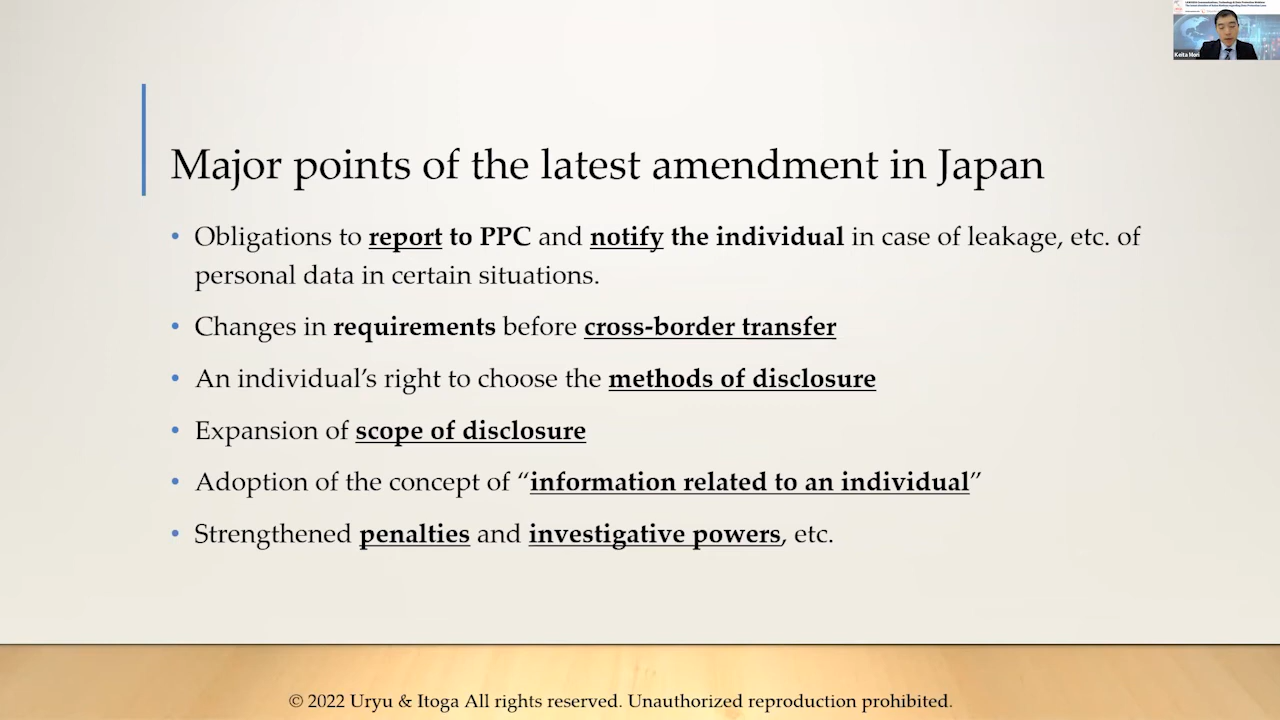 Keita Mori
Major points of the latest amendment in Japan
• Obligations to report to PPC and notify the individual in case of leakage, etc. of
personal data in certain situations.
• Changes in requirements before cross-border transfer
• An individual’s right to choose the methods of disclosure
• Expansion of scope of disclosure
• Adoption of the concept of “information related to an individual”
• Strengthened penalties and investigative powers, etc.
© 2022 Uryu & Itoga All rights reserved. Unauthorized reproduction prohibited.